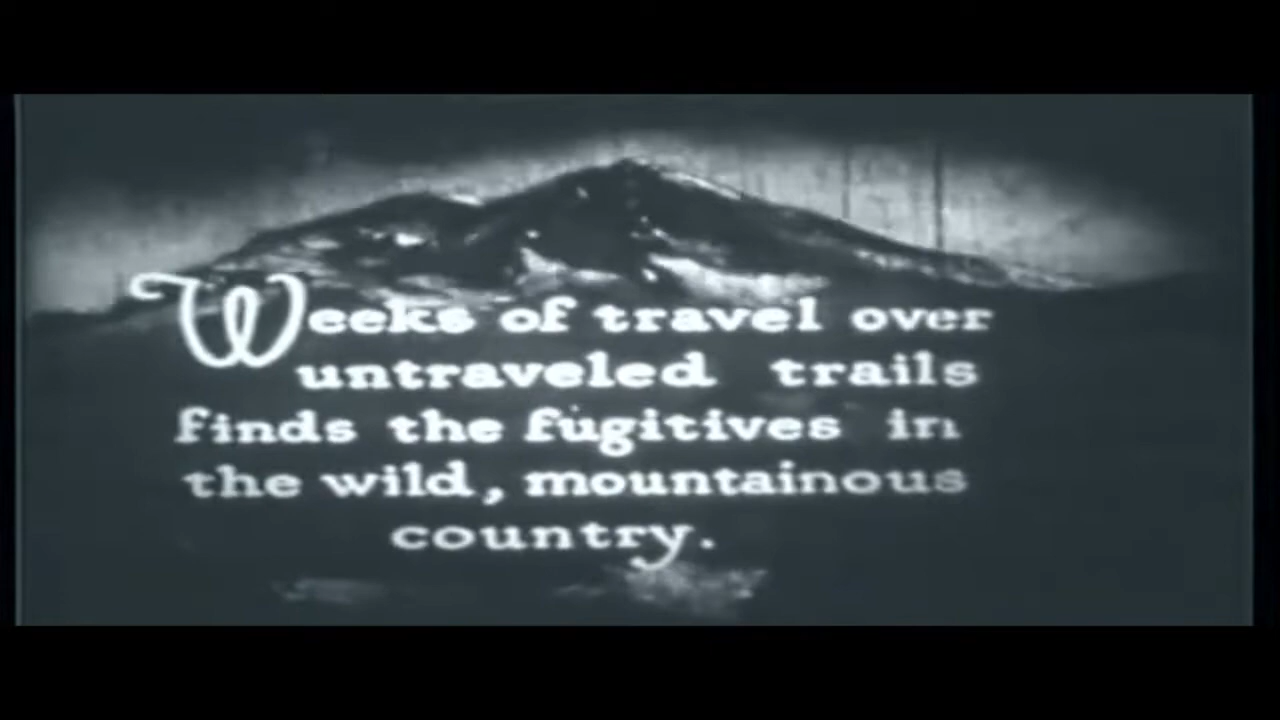 Weeks of travel over
untraveled trails
finds the fugitives in
the wild, mountainous
country.